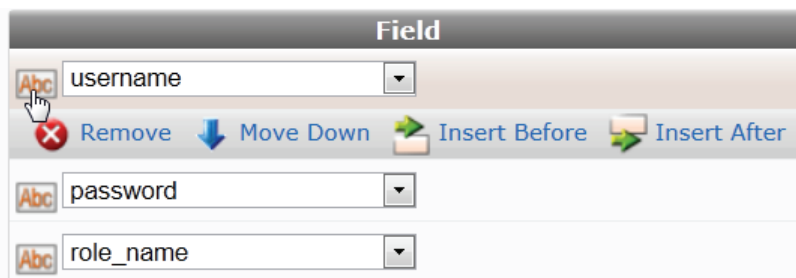 Field
Abc username
Remove Move Down Insert Before Insert After
Abc password
Abc role_name